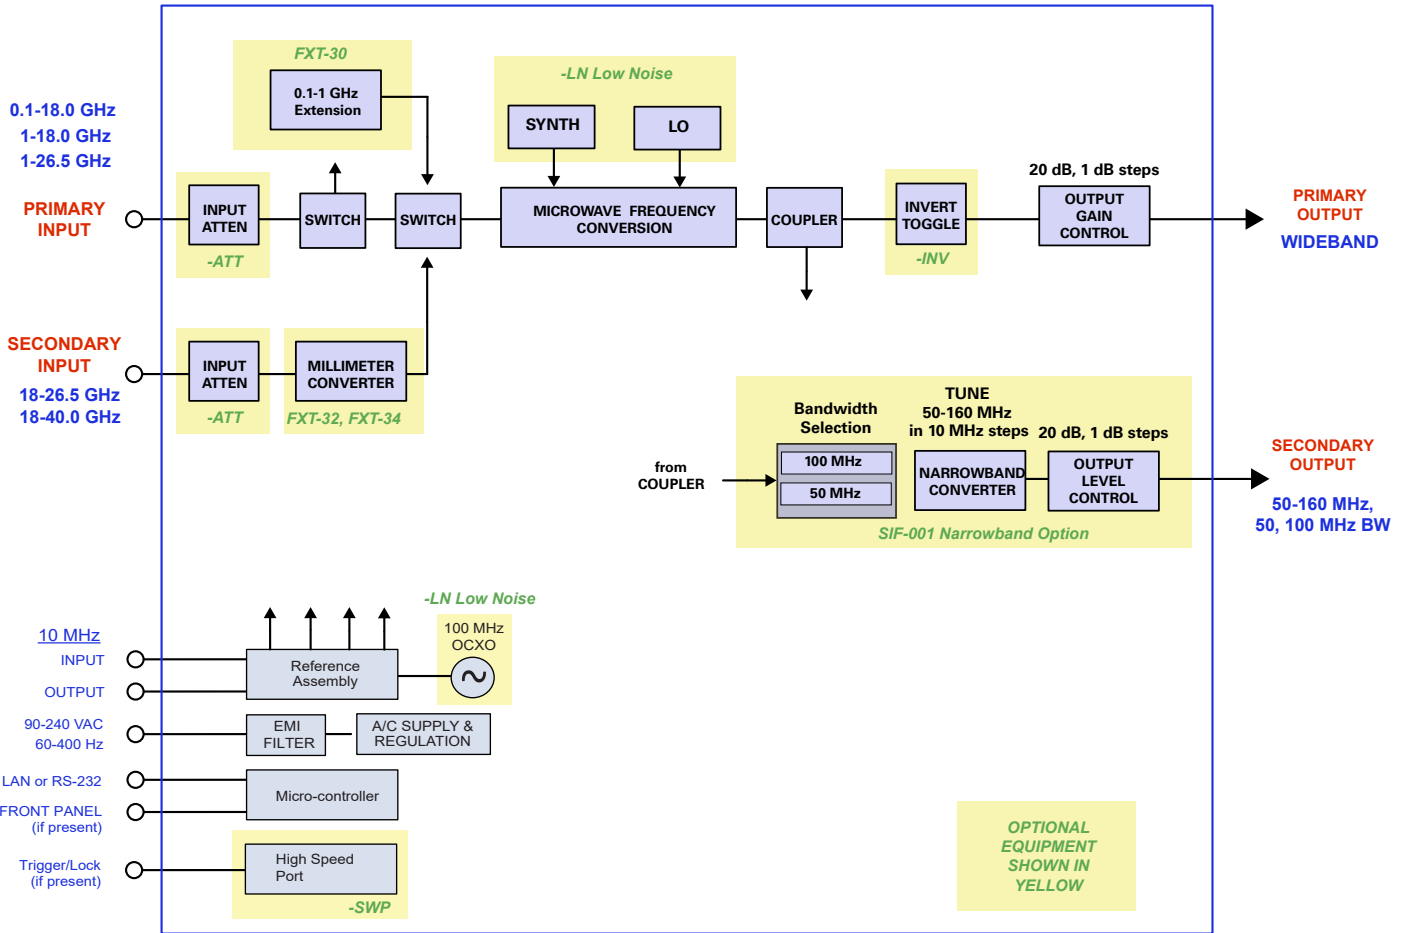 FXT-30
0.1-1 GHz
Extension
-LN Low Noise
SYNTH
LO
0.1-18.0 GHz
1-18.0 GHz
1-26.5 GHz
PRIMARY
INPUT
INPUT
ATTEN
-ATT
SWITCH
SWITCH
MICROWAVE FREQUENCY
CONVERSION
COUPLER
INVERT
TOGGLE
-INV
20 dB, 1 dB steps
OUTPUT
GAIN
CONTROL
PRIMARY
OUTPUT
WIDEBAND
SECONDARY
INPUT
18-26.5 GHz
18-40.0 GHz
INPUT
ATTEN
-ATT
MILLIMETER
CONVERTER
FXT-32, FXT-34
from
COUPLER
Bandwidth
Selection
100 MHz
50 MHz
TUNE
50-160 MHz
in 10 MHz steps
NARROWBAND
CONVERTER
20 dB, 1 dB steps
OUTPUT
LEVEL
CONTROL
SIF-001 Narrowband Option
SECONDARY
OUTPUT
50-160 MHz,
50, 100 MHz BW
-LN Low Noise
100 MHz
OCXO
10 MHz
INPUT
OUTPUT
Reference
Assembly
90-240 VAC
60-400 Hz
EMI
FILTER
A/C SUPPLY &
REGULATION
LAN or RS-232
FRONT PANEL
(if present)
Micro-controller
Trigger/Lock
(if present)
High Speed
Port
-SWP
OPTIONAL
EQUIPMENT
SHOWN IN
YELLOW